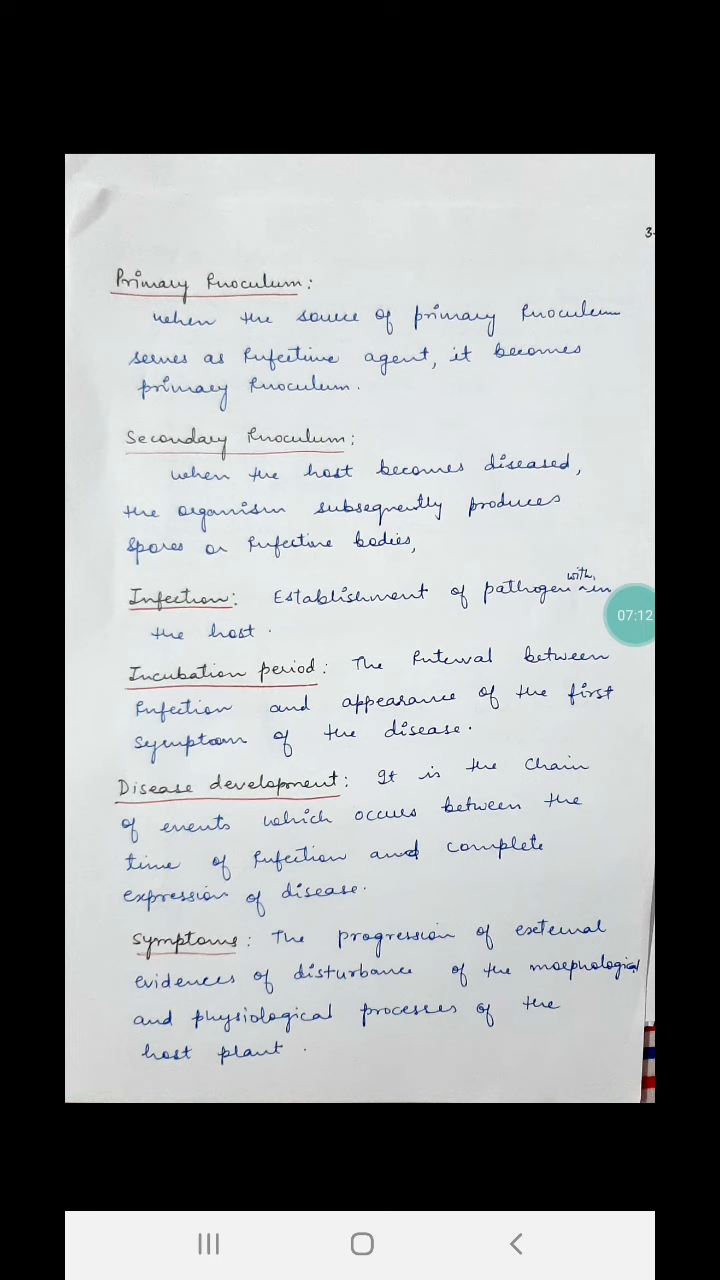 3.
Primary Inoculum:
when the source of primary Inoculum
serves as Infective agent, it becomes
primary Inoculum.
Secondary Inoculum:
when the host becomes diseased,
the organism subsequently produces
spores or Infective bodies,
with
Infection: Establishment of pathogen ^ in
07:12
the host.
Incubation period: The Interval between
Infection and appearance of the first
symptom of the disease.
Disease development: It is the chain
of events which occurs between the
time of Infection and complete
expression of disease.
Symptoms: The progression of external
evidences of disturbance of the morphological
and physiological processes of the
host plant.